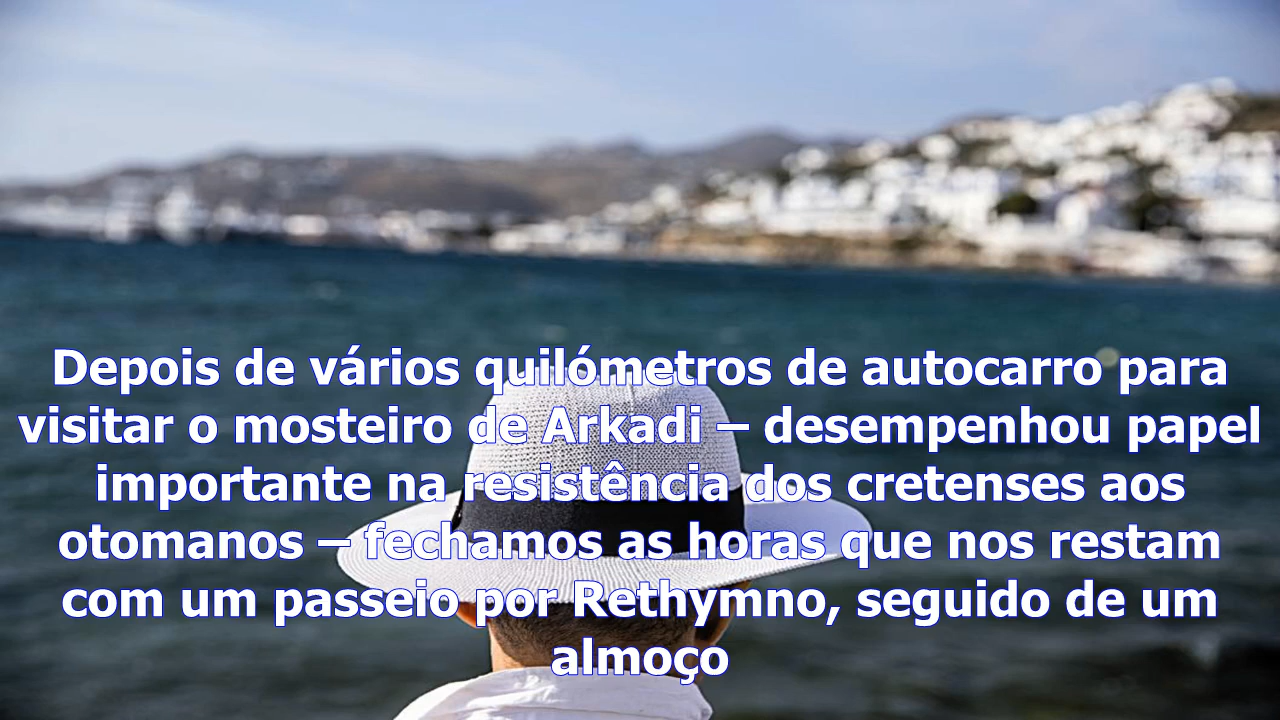 Depois de vários quilómetros de autocarro para
visitar o mosteiro de Arkadi – desempenhou papel
importante na resistência dos cretenses aos
otomanos – fechamos as horas que nos restam
com um passeio por Rethymno, seguido de um
almoço